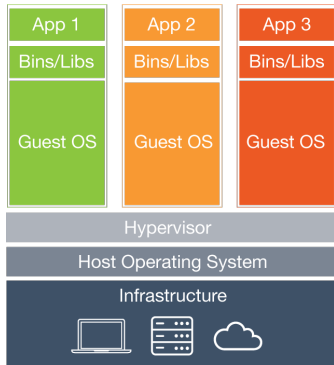 App 1
App 2
App 3
Bins/Libs
Bins/Libs
Bins/Libs
Guest OS
Guest OS
Guest OS
Hypervisor
Host Operating System
Infrastructure